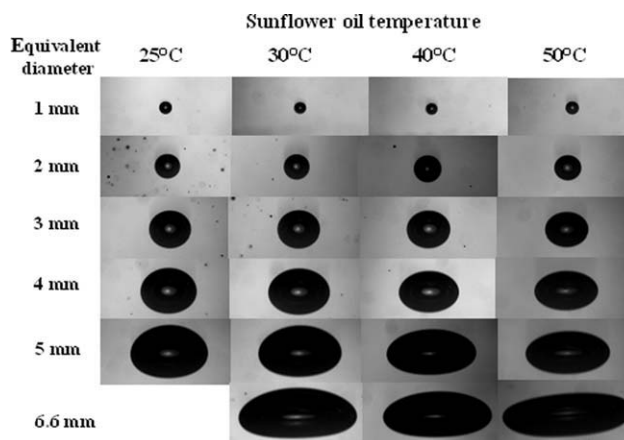 Sunflower oil temperature
Equivalent
diameter
25°C 30°C 40°C 50°C
1 mm
2 mm
3 mm
4 mm
5 mm
6.6 mm